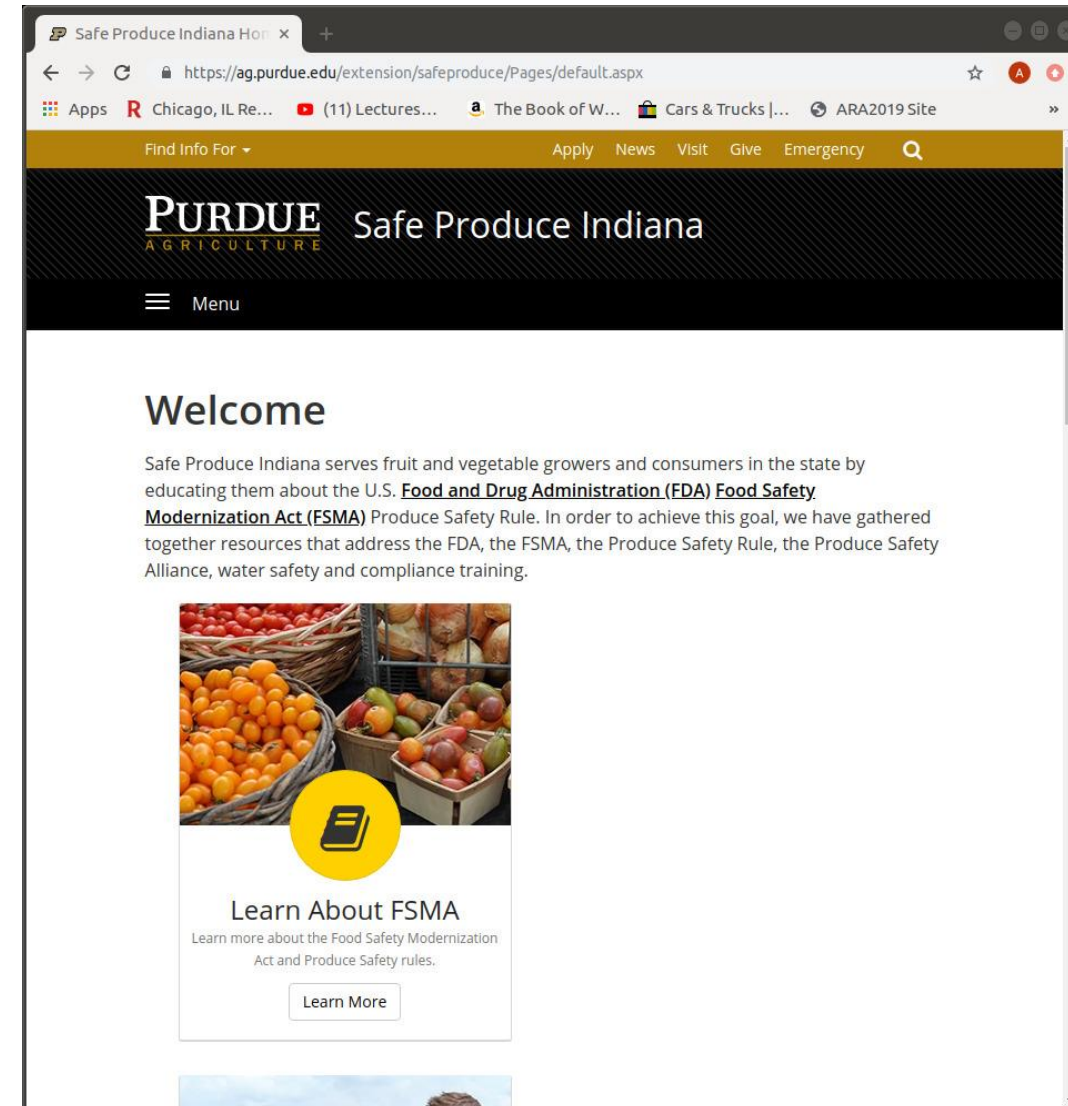 Safe Produce Indiana Hom
https://ag.purdue.edu/extension/safeproduce/Pages/default.aspx
A
Apps R Chicago, IL Re... (11) Lectures... a The Book of W... Cars & Trucks |... ARA2019 Site »
Find Info For Apply News Visit Give Emergency
PURDUE
AGRICULTURE
Safe Produce Indiana
Menu
Welcome
Safe Produce Indiana serves fruit and vegetable growers and consumers in the state by
educating them about the U.S. Food and Drug Administration (FDA) Food Safety
Modernization Act (FSMA) Produce Safety Rule. In order to achieve this goal, we have gathered
together resources that address the FDA, the FSMA, the Produce Safety Rule, the Produce Safety
Alliance, water safety and compliance training.
Learn About FSMA
Learn more about the Food Safety Modernization
Act and Produce Safety rules.
Learn More